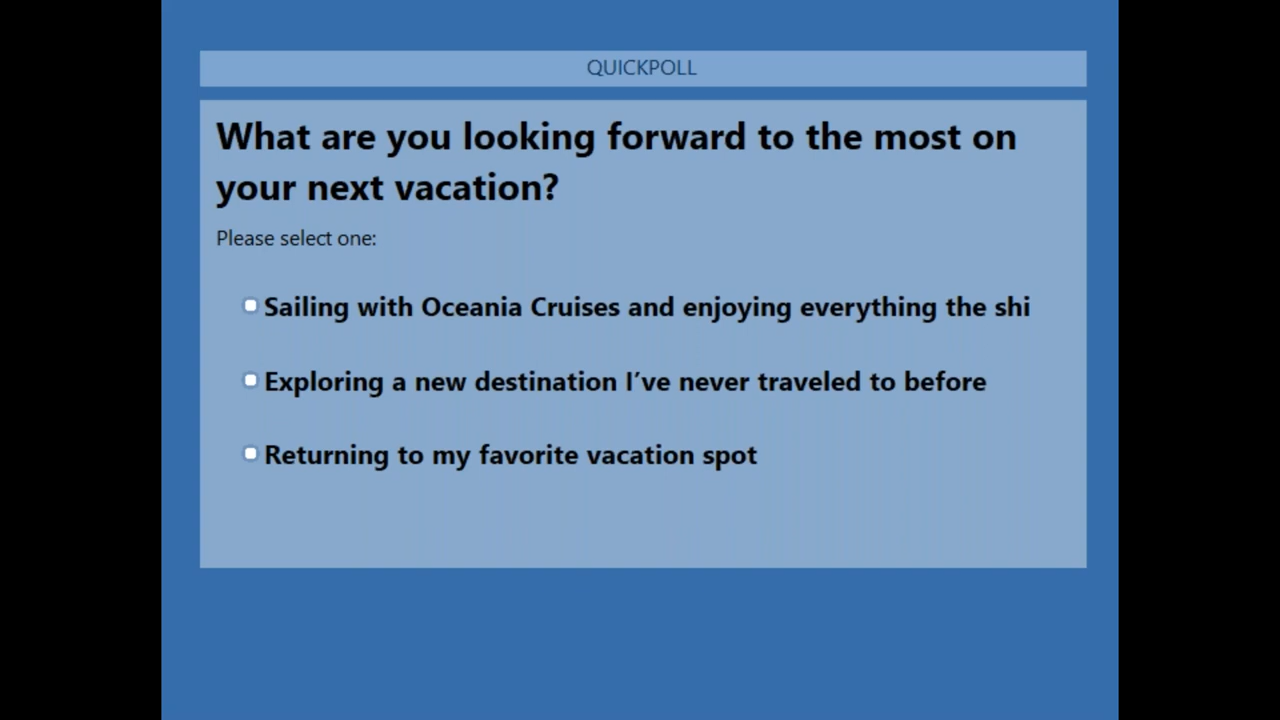 QUICKPOLL
What are you looking forward to the most on
your next vacation?
Please select one:
Sailing with Oceania Cruises and enjoying everything the shi
Exploring a new destination I’ve never traveled to before
Returning to my favorite vacation spot